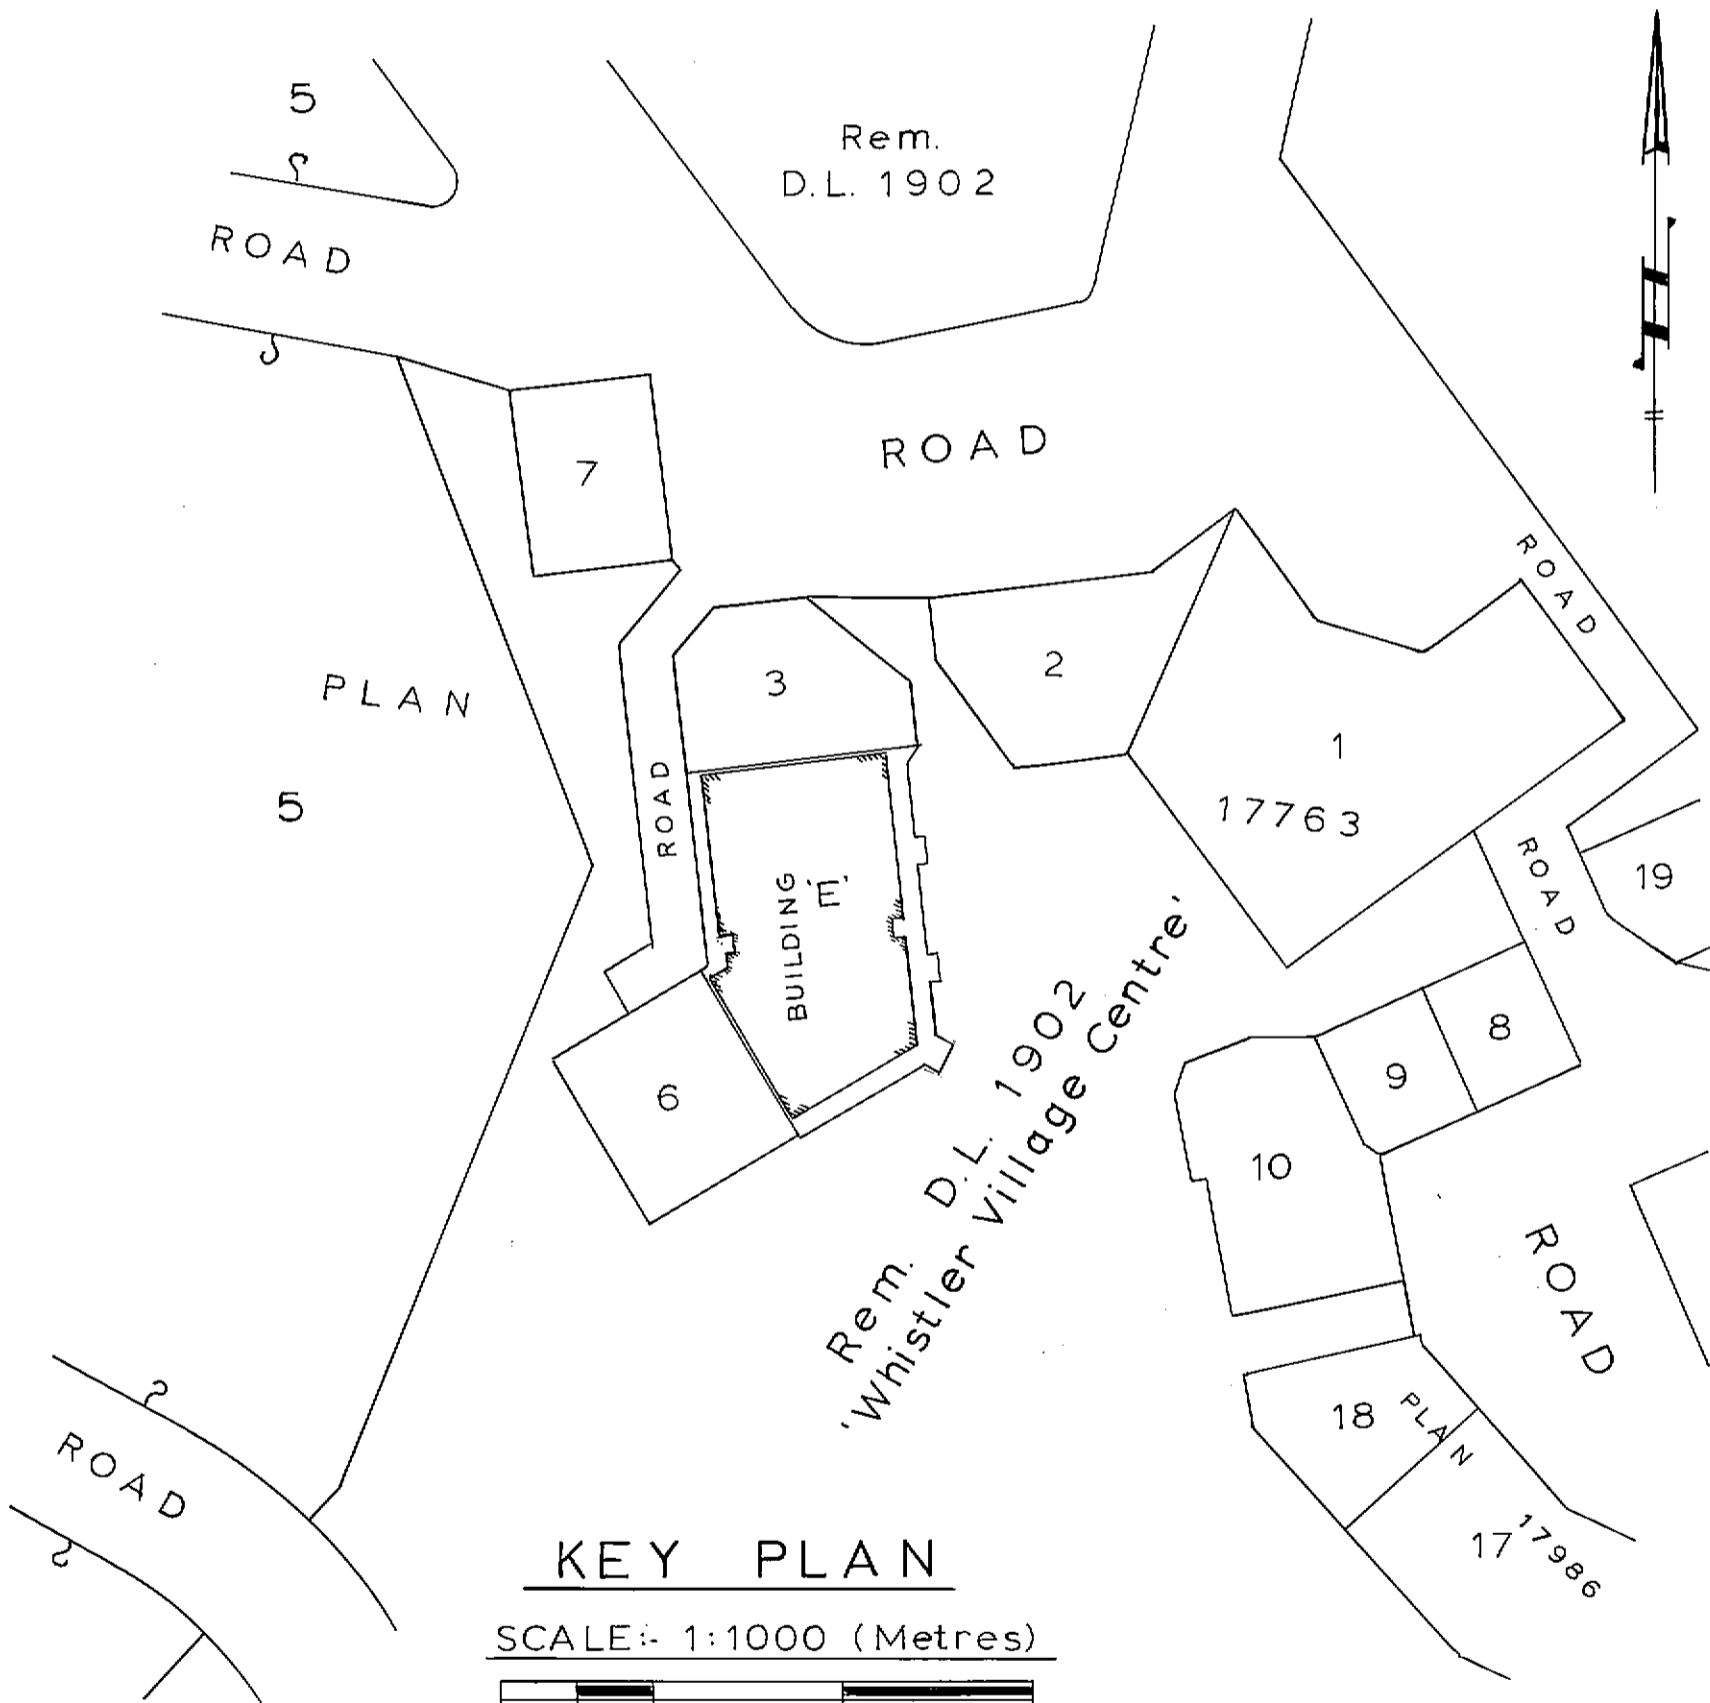 5
Rem.
D.L. 1902
ROAD
ROAD
7
ROAD
PLAN
3
2
1
17763
5
ROAD
BUILDING
'E'
ROAD
19
8
9
6
10
Rem. D.L. 1902
'Whistler Village Centre'
ROAD
18
PLAN
17
17986
ROAD
KEY PLAN
SCALE:- 1:1000 (Metres)